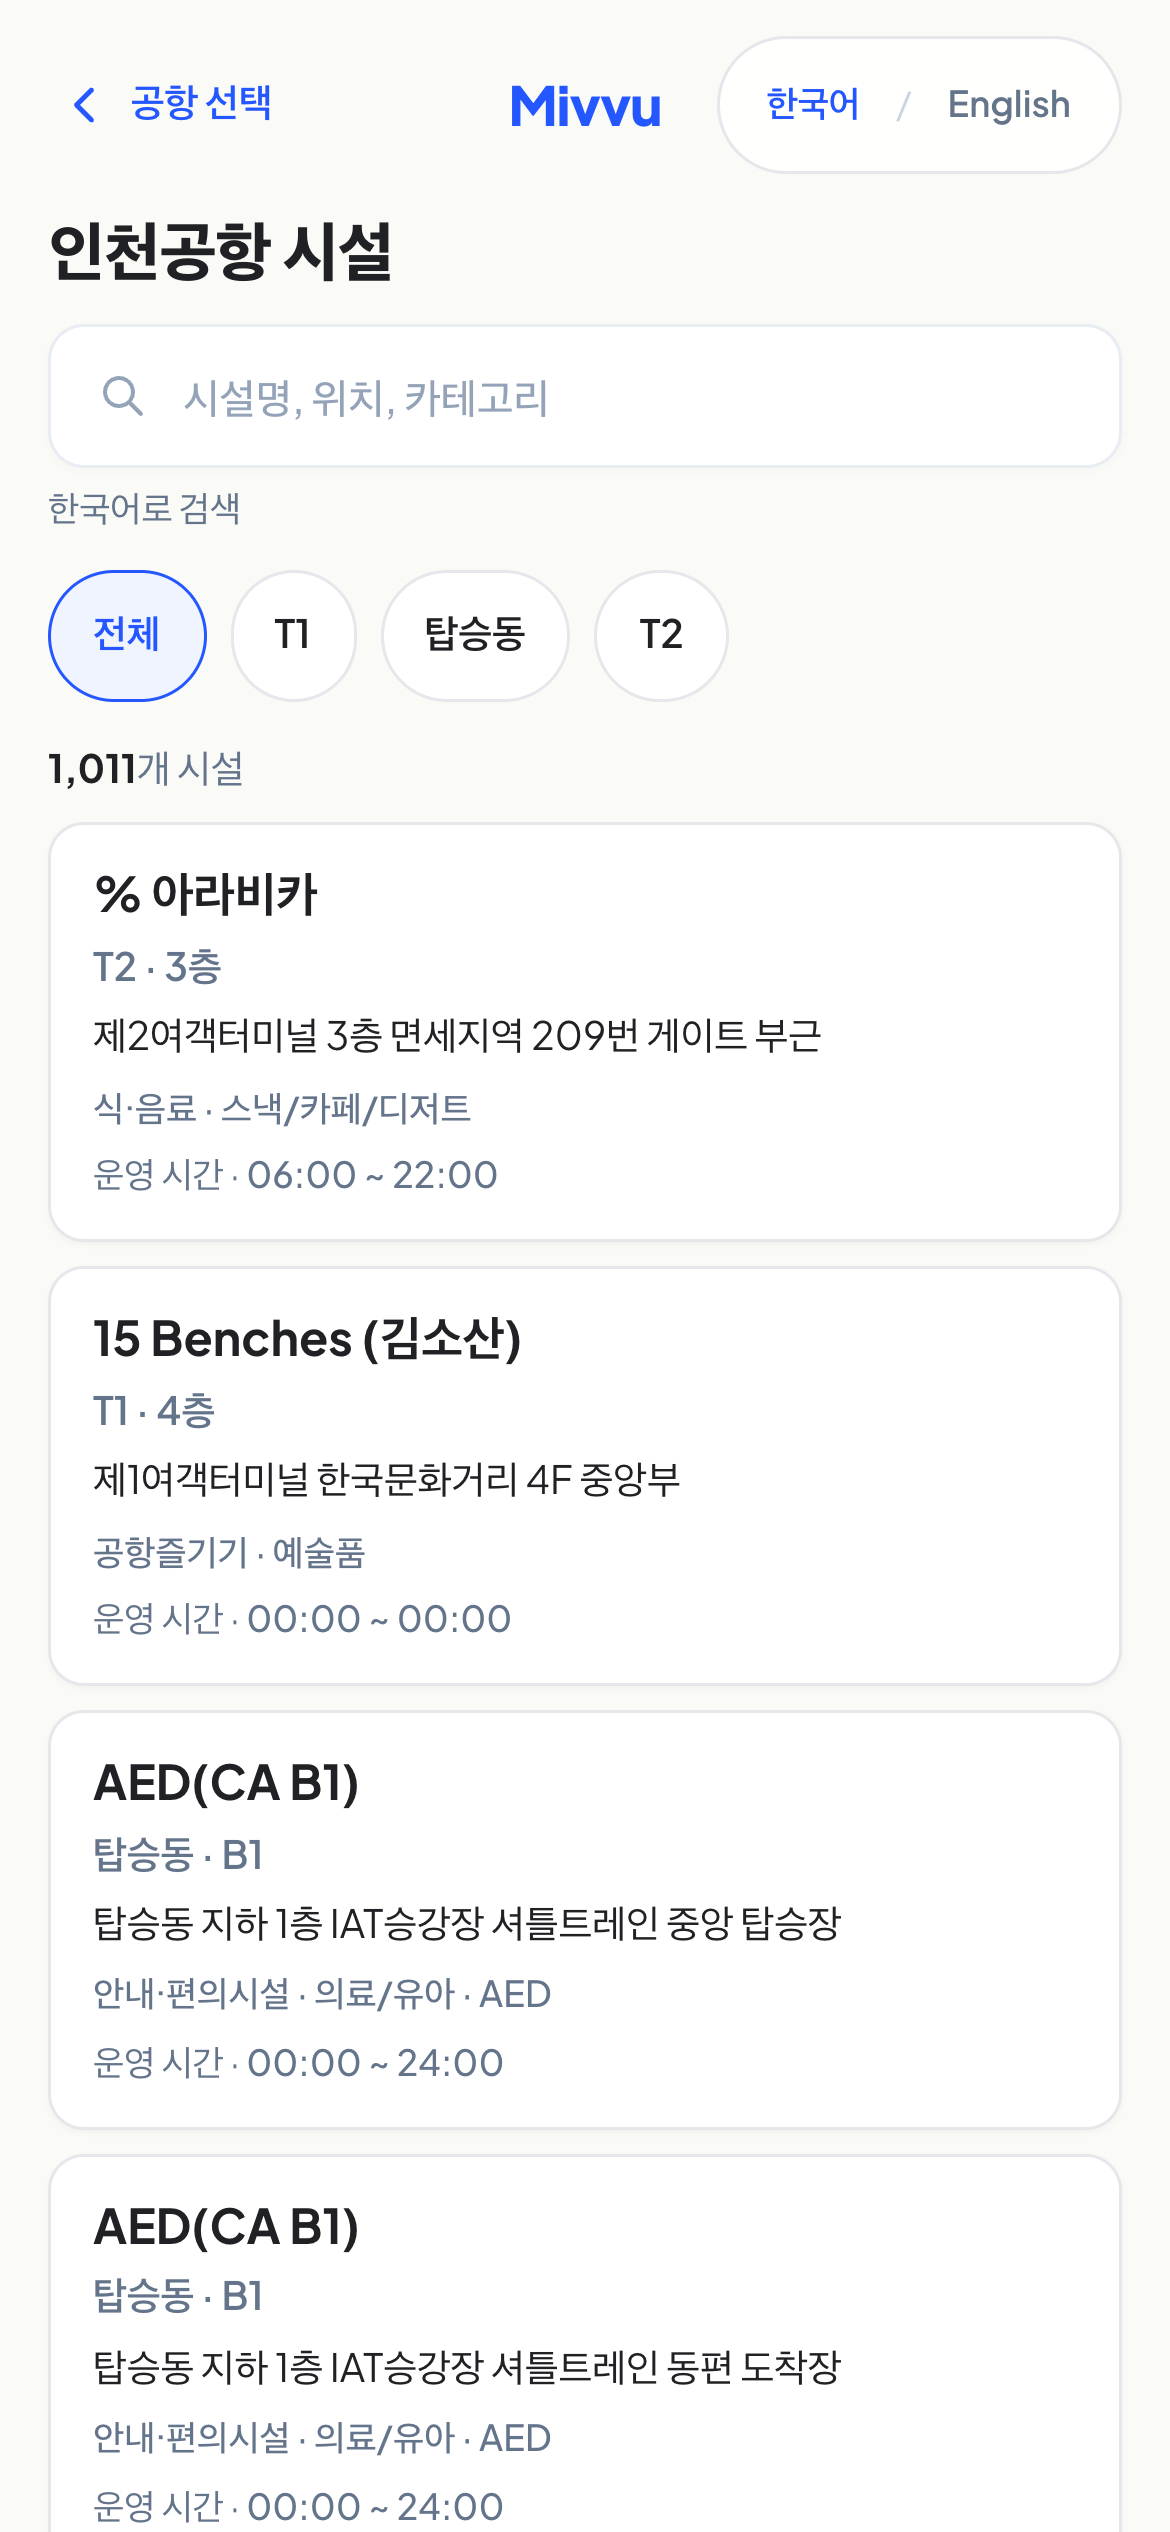 공항 선택
Mivvu
한국어 / English
인천공항 시설
시설명, 위치, 카테고리
한국어로 검색
전체 T1 탑승동 T2
1,011개 시설
% 아라비카
T2 · 3층
제2여객터미널 3층 면세지역 209번 게이트 부근
식·음료 · 스낵/카페/디저트
운영 시간 · 06:00 ~ 22:00
15 Benches (김소산)
T1 · 4층
제1여객터미널 한국문화거리 4F 중앙부
공항즐기기 · 예술품
운영 시간 · 00:00 ~ 00:00
AED(CA B1)
탑승동 · B1
탑승동 지하 1층 IAT승강장 셔틀트레인 중앙 탑승장
안내·편의시설 · 의료/유아 · AED
운영 시간 · 00:00 ~ 24:00
AED(CA B1)
탑승동 · B1
탑승동 지하 1층 IAT승강장 셔틀트레인 동편 도착장
안내·편의시설 · 의료/유아 · AED
운영 시간 · 00:00 ~ 24:00